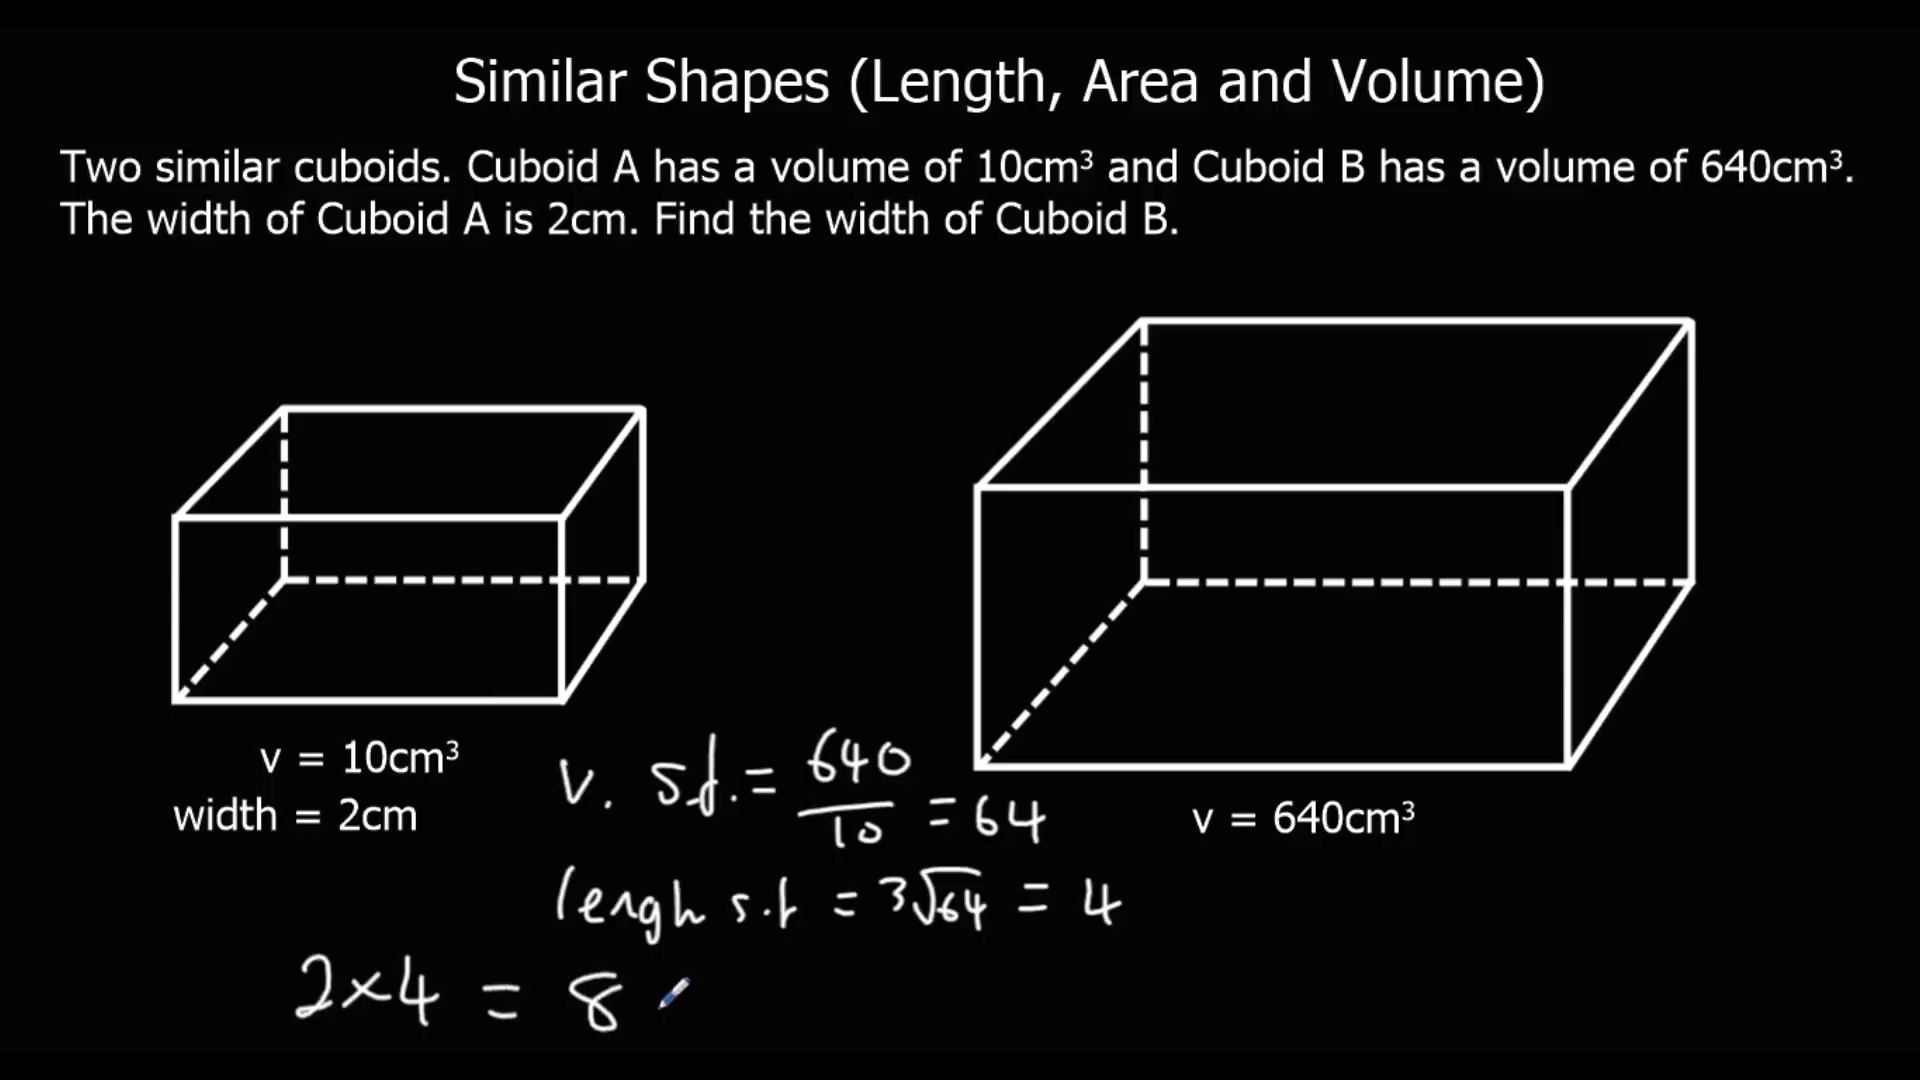 Similar Shapes (Length, Area and Volume)
Two similar cuboids. Cuboid A has a volume of 10cm³ and Cuboid B has a volume of 640cm³.
The width of Cuboid A is 2cm. Find the width of Cuboid B.
v = 10cm³
width = 2cm
v. s.f. = 640/10 = 64
v = 640cm³
lengh s.f = 3√64 = 4
2×4 = 8